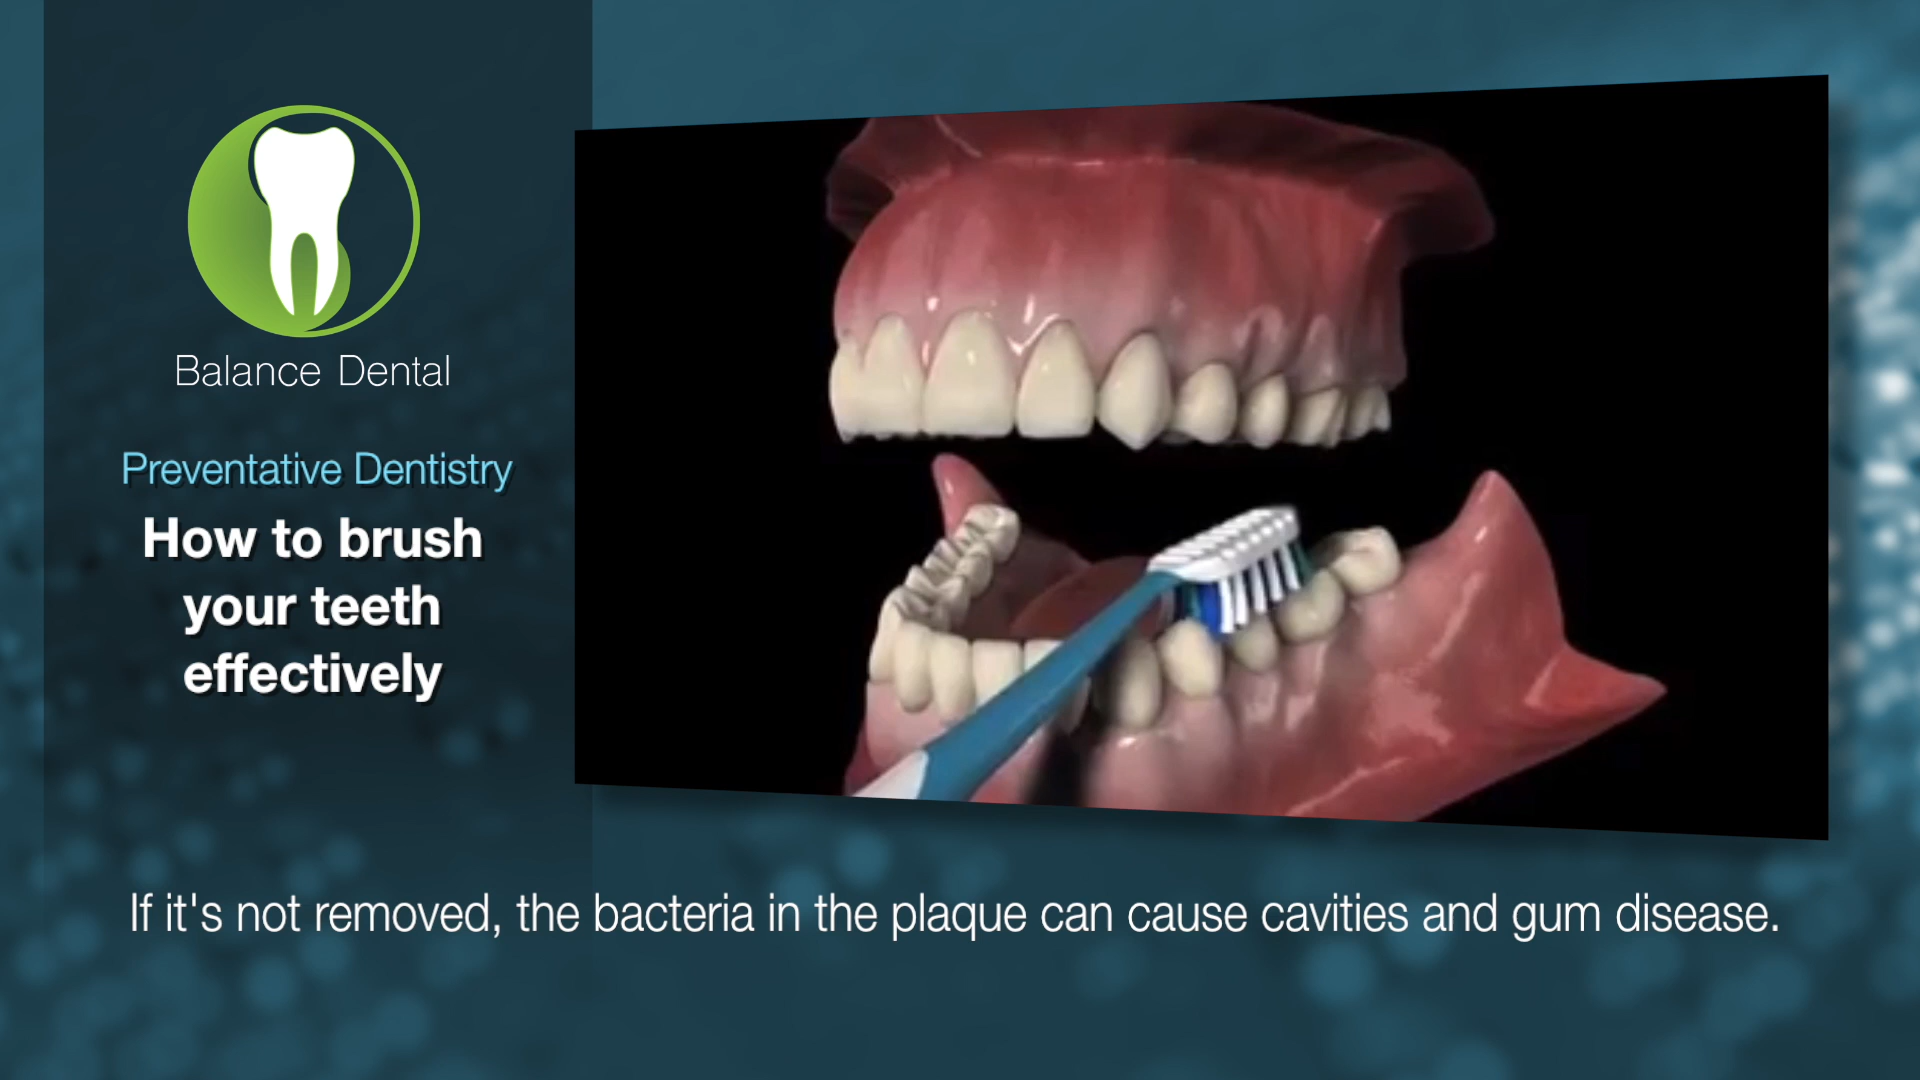 Balance Dental
Preventative Dentistry
How to brush
your teeth
effectively
If it's not removed, the bacteria in the plaque can cause cavities and gum disease.